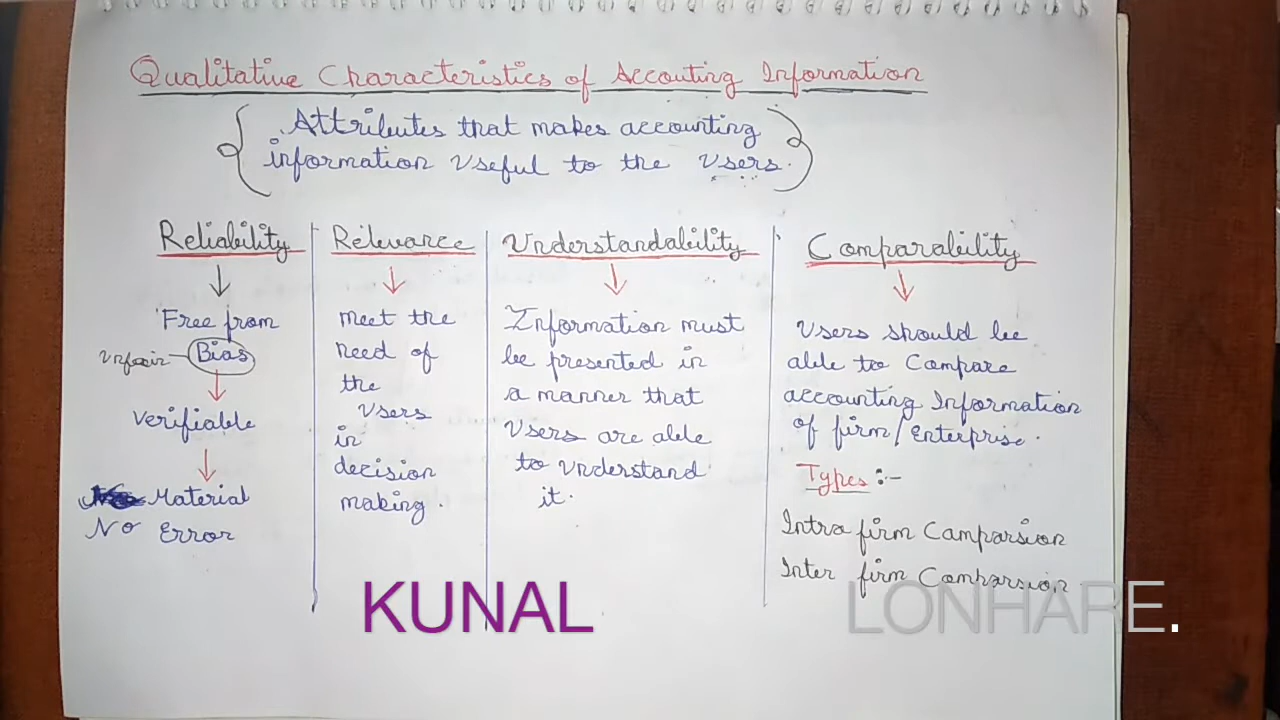 Qualitative Characteristics of Accouting Information
Attributes that makes accounting
information useful to the users.
Reliability
Free from
Unfair Bias
Verifiable
Material
No Error
Relevance
meet the
need of
the
users
in
decision
making.
Understandability
Information must
be presented in
a manner that
users are able
to understand
it.
Comparability
Users should be
able to Compare
accounting Information
of firm/Enterprise.
Types :-
Intra firm Camparsion
Inter firm Comparsion
KUNAL LONHARE.